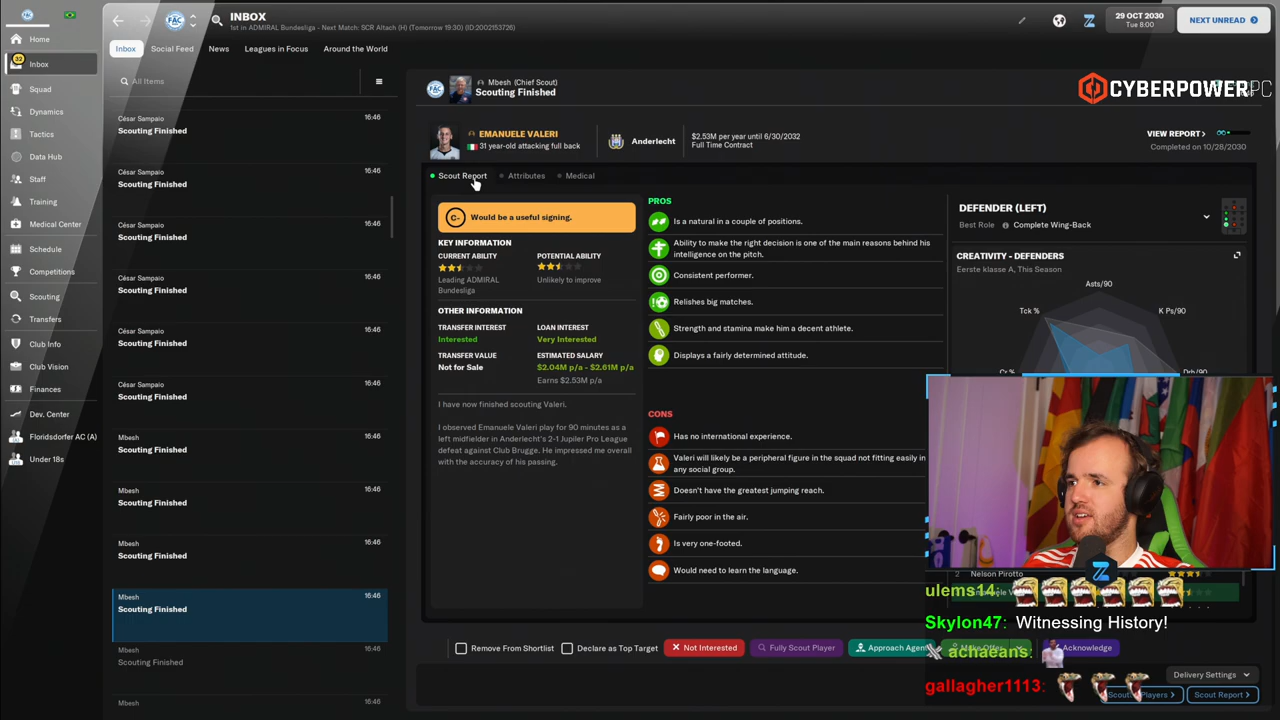 INBOX
1st in ADMIRAL Bundesliga - Next Match: SCR Altach (H) (Tomorrow 19:30) (ID:2002153726)
29 OCT 2030
Tue 8:00
NEXT UNREAD
Home
32
Inbox
Squad
Dynamics
Tactics
Data Hub
Staff
Training
Medical Center
Schedule
Competitions
Scouting
Transfers
Club Info
Club Vision
Finances
Dev. Center
Floridsdorfer AC (A)
Under 18s
Inbox
Social Feed
News
Leagues in Focus
Around the World
All Items
César Sampaio 16:46
Scouting Finished
César Sampaio 16:46
Scouting Finished
César Sampaio 16:46
Scouting Finished
César Sampaio 16:46
Scouting Finished
César Sampaio 16:46
Scouting Finished
César Sampaio 16:46
Scouting Finished
Mbesh 16:46
Scouting Finished
Mbesh 16:46
Scouting Finished
Mbesh 16:46
Scouting Finished
Mbesh 16:46
Scouting Finished
Mbesh 16:46
Scouting Finished
Mbesh 16:46
FAC
Mbesh (Chief Scout)
Scouting Finished
CYBERPOWERPC
EMANUELE VALERI
31 year-old attacking full back
Anderlecht
$2.53M per year until 6/30/2032
Full Time Contract
VIEW REPORT
Completed on 10/28/2030
Scout Report
Attributes
Medical
C- Would be a useful signing.
KEY INFORMATION
CURRENT ABILITY
Leading ADMIRAL
Bundesliga
POTENTIAL ABILITY
Unlikely to improve
OTHER INFORMATION
TRANSFER INTEREST
Interested
LOAN INTEREST
Very Interested
TRANSFER VALUE
Not for Sale
ESTIMATED SALARY
$2.04M p/a - $2.61M p/a
Earns $2.53M p/a
I have now finished scouting Valeri.
I observed Emanuele Valeri play for 90 minutes as a
left midfielder in Anderlecht's 2-1 Jupiler Pro League
defeat against Club Brugge. He impressed me overall
with the accuracy of his passing.
PROS
Is a natural in a couple of positions.
Ability to make the right decision is one of the main reasons behind his
intelligence on the pitch.
Consistent performer.
Relishes big matches.
Strength and stamina make him a decent athlete.
Displays a fairly determined attitude.
CONS
Has no international experience.
Valeri will likely be a peripheral figure in the squad not fitting easily in
any social group.
Doesn't have the greatest jumping reach.
Fairly poor in the air.
Is very one-footed.
Would need to learn the language.
DEFENDER (LEFT)
Best Role Complete Wing-Back
CREATIVITY - DEFENDERS
Eerste klasse A, This Season
Asts/90
Tck %
K Ps/90
Cr %
Drb/90
2 Nelson Pirotto
ulems14:
Skylon47: Witnessing History!
achaeans:
gallagher1113:
Remove From Shortlist
Declare as Top Target
Not Interested
Fully Scout Player
Approach Agent
Make Offer
Acknowledge
Delivery Settings
Scout Report